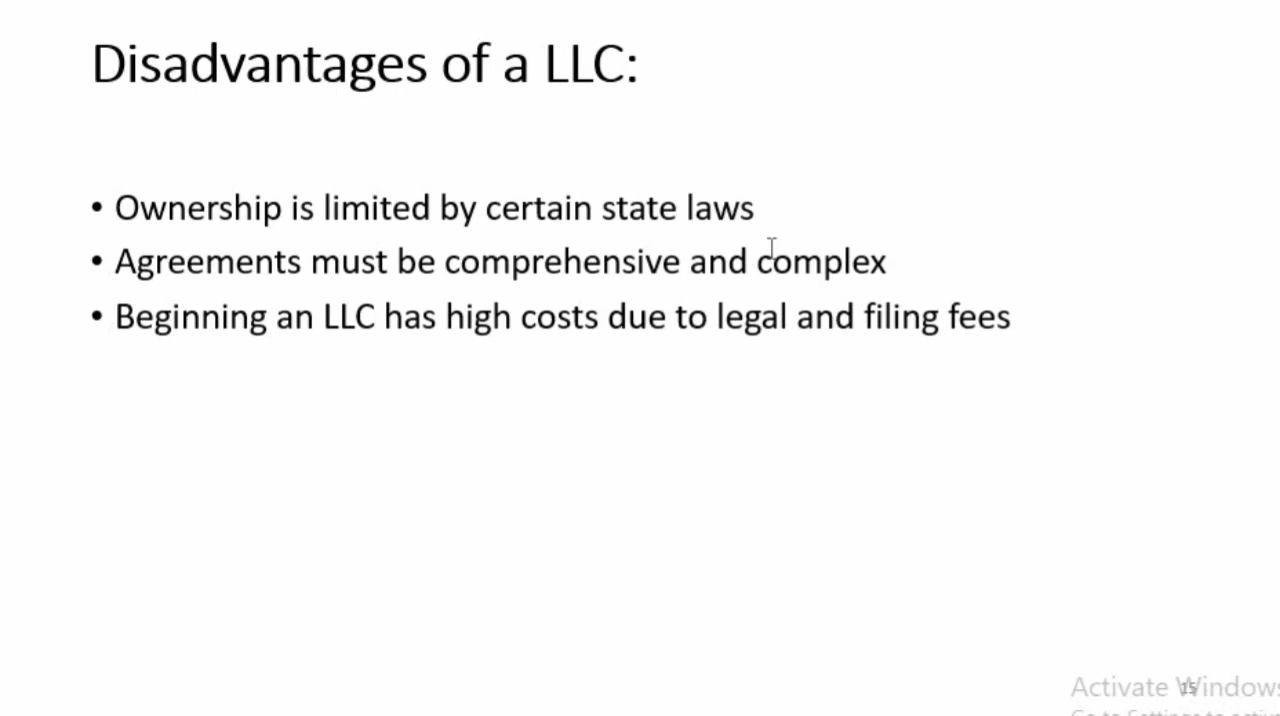 Disadvantages of a LLC:
• Ownership is limited by certain state laws
• Agreements must be comprehensive and complex
• Beginning an LLC has high costs due to legal and filing fees
Activate Windows
15